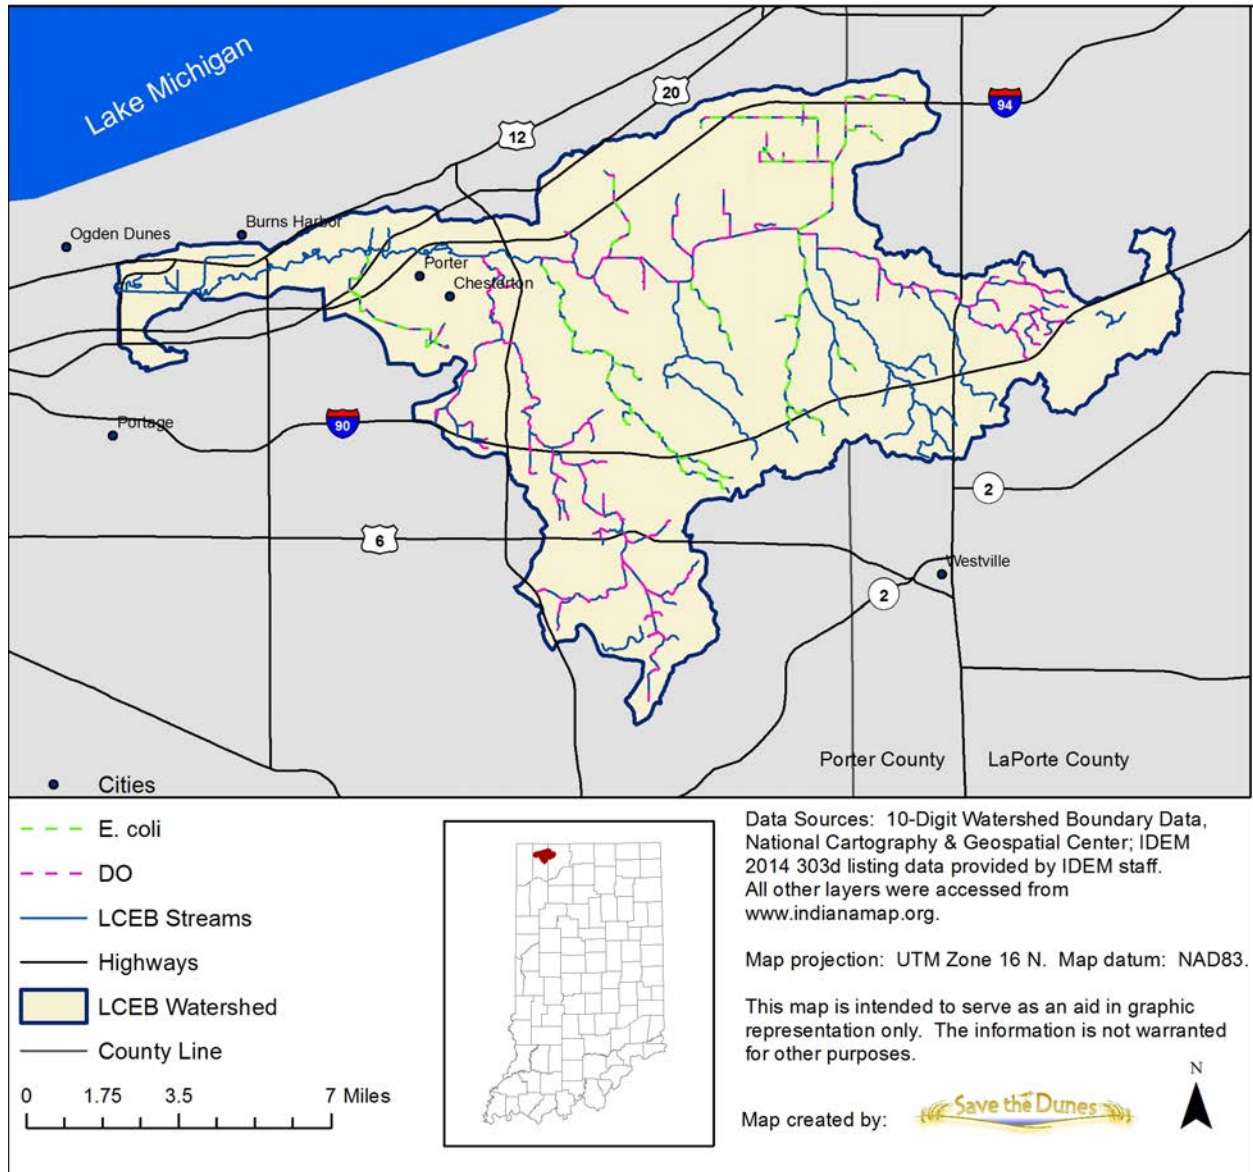 Lake Michigan
20
94
12
Burns Harbor
Ogden Dunes
Porter
Chesterton
Portage
90
2
6
Westville
2
Porter County
LaPorte County
Cities
E. coli
DO
LCEB Streams
Highways
LCEB Watershed
County Line
0 1.75 3.5 7 Miles
Data Sources: 10-Digit Watershed Boundary Data,
National Cartography & Geospatial Center; IDEM
2014 303d listing data provided by IDEM staff.
All other layers were accessed from
www.indianamap.org.
Map projection: UTM Zone 16 N. Map datum: NAD83.
This map is intended to serve as an aid in graphic
representation only. The information is not warranted
for other purposes.
N
Map created by:
Save the Dunes